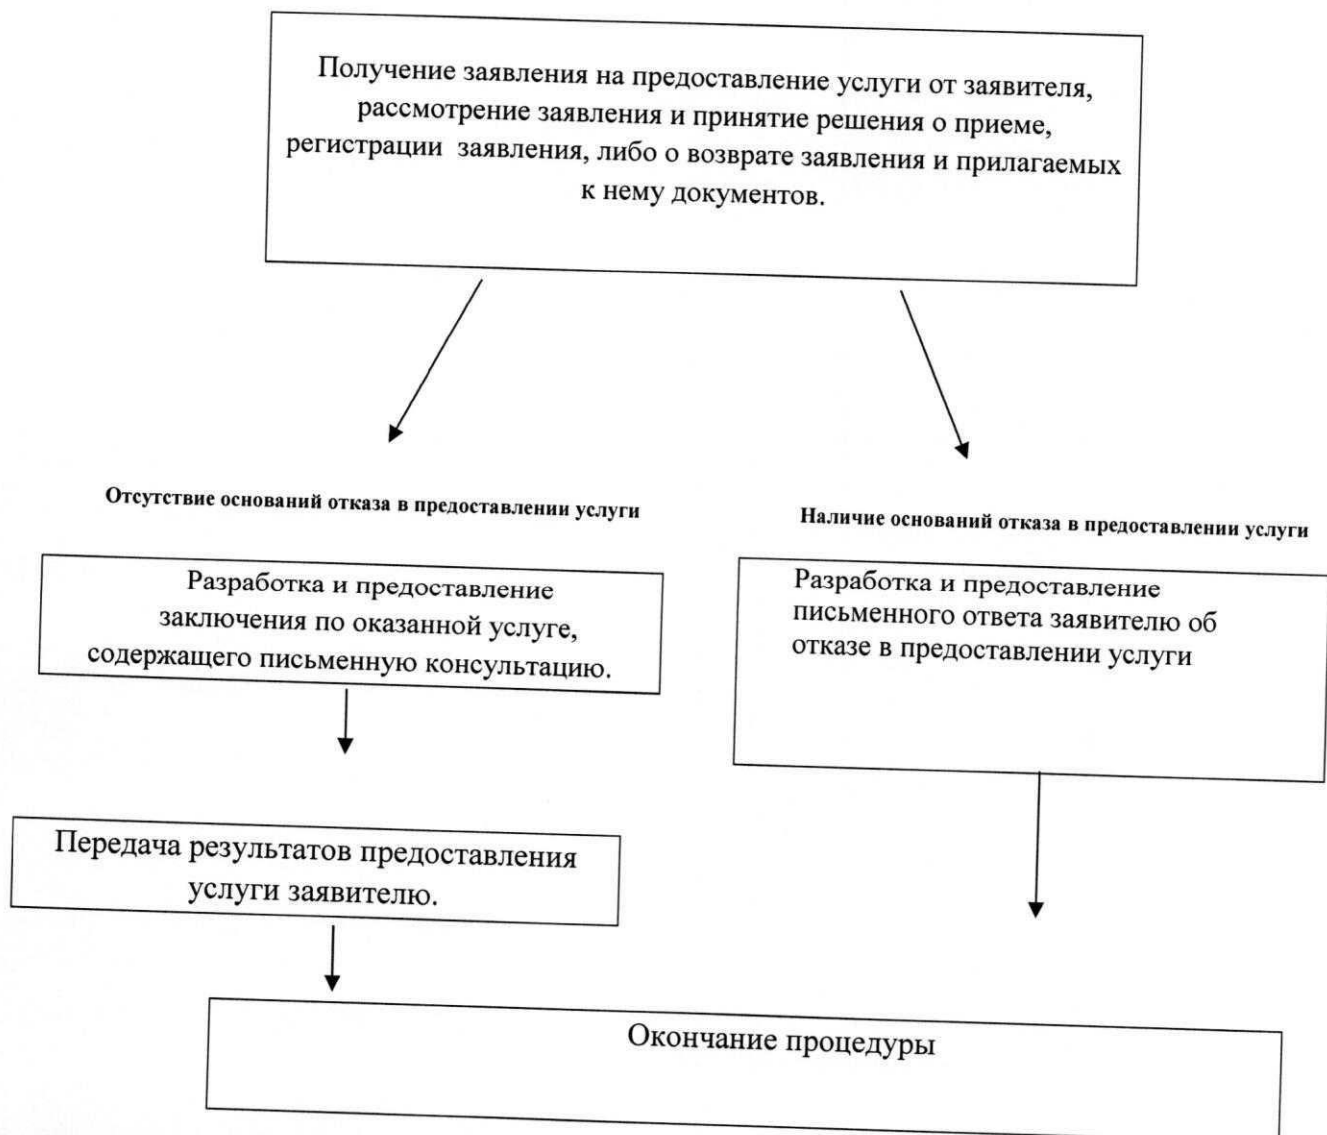 Получение заявления на предоставление услуги от заявителя,
рассмотрение заявления и принятие решения о приеме,
регистрации заявления, либо о возврате заявления и прилагаемых
к нему документов.
Отсутствие оснований отказа в предоставлении услуги
Разработка и предоставление
заключения по оказанной услуге,
содержащего письменную консультацию.
Передача результатов предоставления
услуги заявителю.
Наличие оснований отказа в предоставлении услуги
Разработка и предоставление
письменного ответа заявителю об
отказе в предоставлении услуги
Окончание процедуры